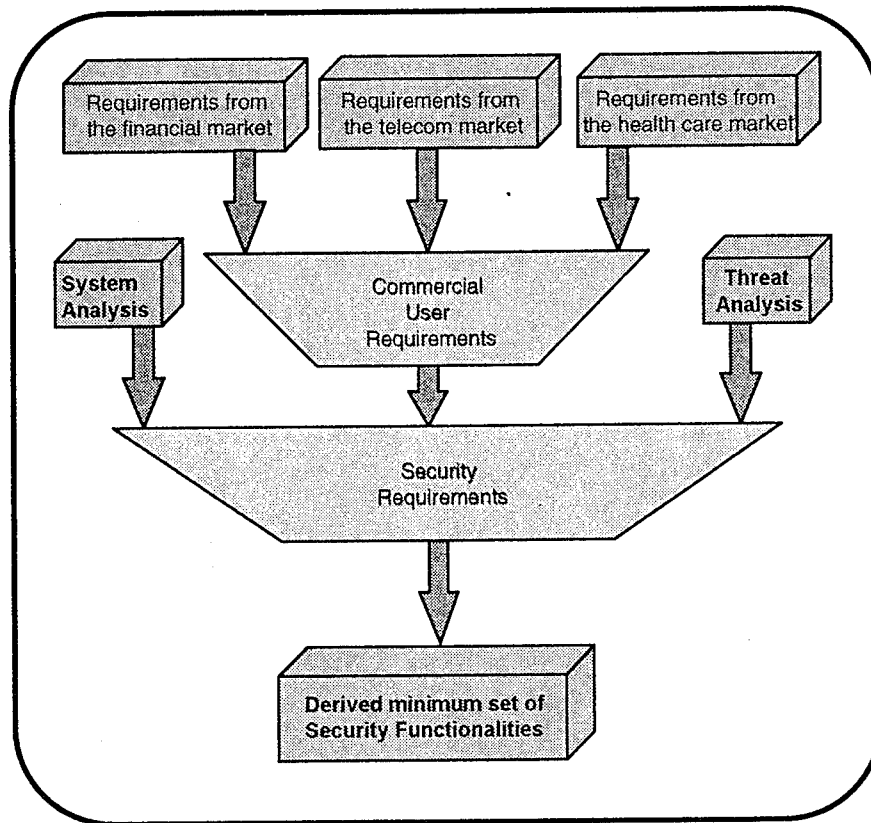 Requirements from
the financial market
Requirements from
the telecom market
Requirements from
the health care market
System
Analysis
Commercial
User
Requirements
Threat
Analysis
Security
Requirements
Derived minimum set of
Security Functionalities